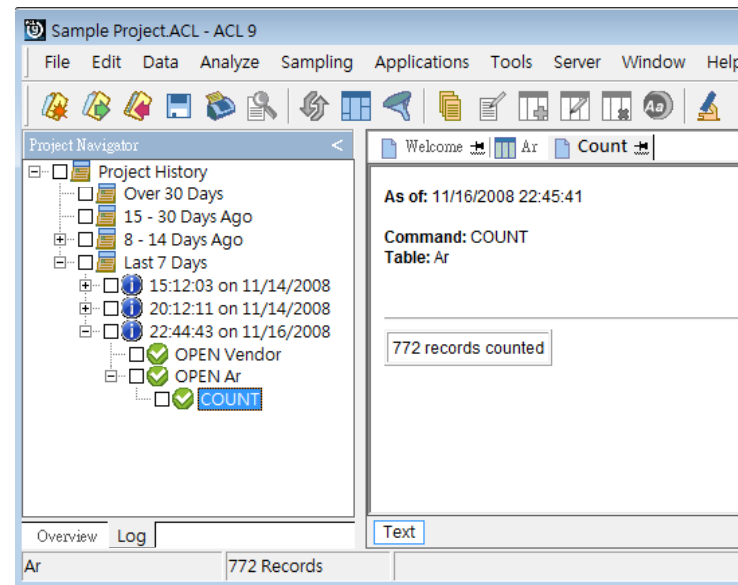 Sample Project.ACL - ACL 9
File Edit Data Analyze Sampling Applications Tools Server Window Help
Aa
Project Navigator <
Project History
Over 30 Days
15 - 30 Days Ago
8 - 14 Days Ago
Last 7 Days
15:12:03 on 11/14/2008
20:12:11 on 11/14/2008
22:44:43 on 11/16/2008
OPEN Vendor
OPEN Ar
COUNT
Overview Log
Welcome Ar Count
As of: 11/16/2008 22:45:41
Command: COUNT
Table: Ar
772 records counted
Text
Ar 772 Records